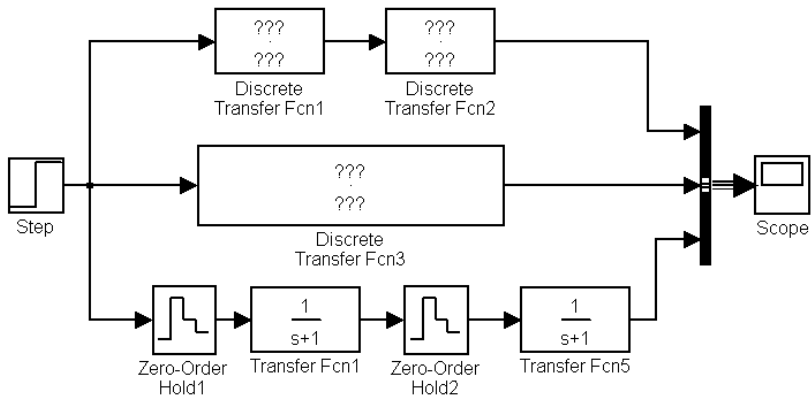 ???
???
Discrete
Transfer Fcn1
???
???
Discrete
Transfer Fcn2
Step
???
???
Discrete
Transfer Fcn3
Scope
Zero-Order
Hold1
1
s+1
Transfer Fcn1
Zero-Order
Hold2
1
s+1
Transfer Fcn5